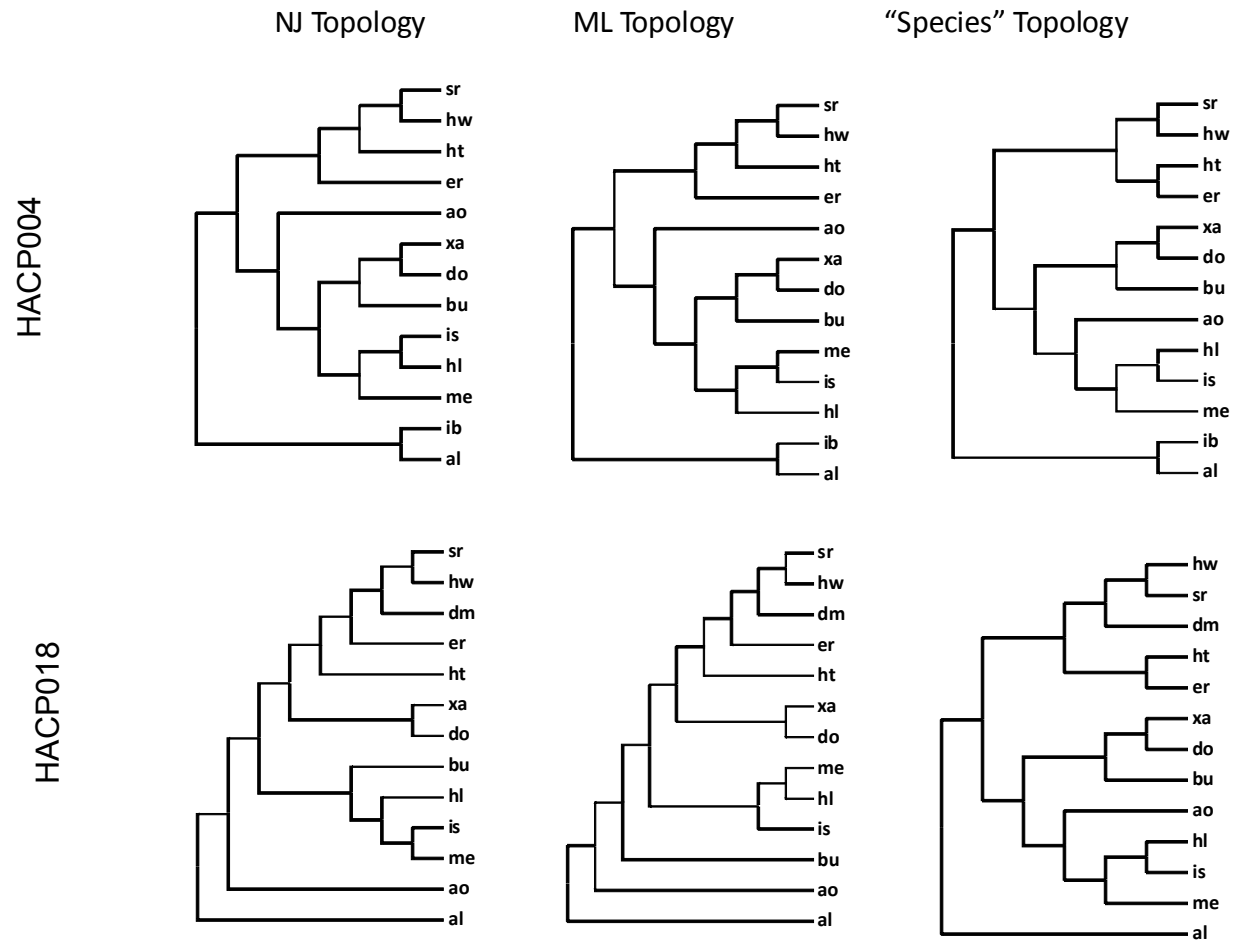 NJ Topology
ML Topology
“Species” Topology
HACP004
sr
hw
ht
er
ao
xa
do
bu
is
hl
me
ib
al
sr
hw
ht
er
ao
xa
do
bu
me
is
hl
ib
al
sr
hw
ht
er
xa
do
bu
ao
hl
is
me
ib
al
HACP018
sr
hw
dm
er
ht
xa
do
bu
hl
is
me
ao
al
sr
hw
dm
er
ht
xa
do
me
hl
is
bu
ao
al
hw
sr
dm
ht
er
xa
do
bu
ao
hl
is
me
al